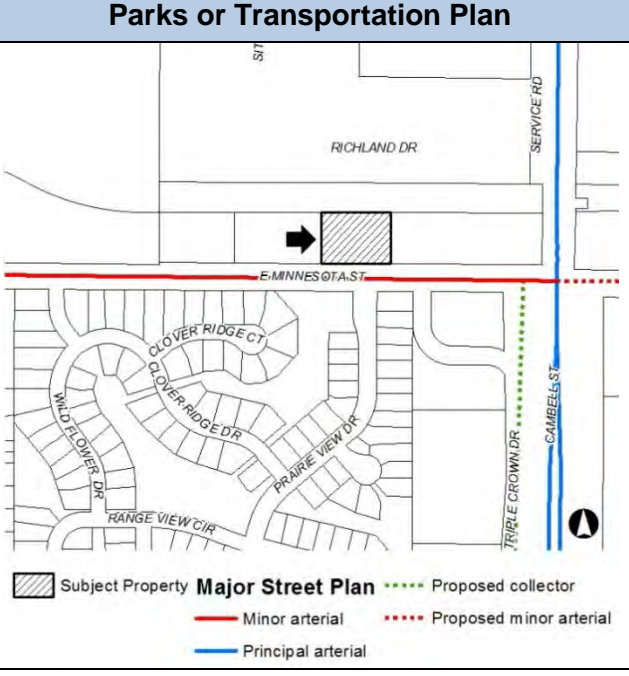 Parks or Transportation Plan
SIT
RICHLAND DR
SERVICE RD
E MINNESOTA ST
CLOVER RIDGE CT
CLOVER RIDGE DR
WILD FLOWER DR
PRAIRIE VIEW DR
RANGE VIEW CIR
TRIPLE CROWN DR
CAMBELL ST
Subject Property Major Street Plan Proposed collector
Minor arterial Proposed minor arterial
Principal arterial